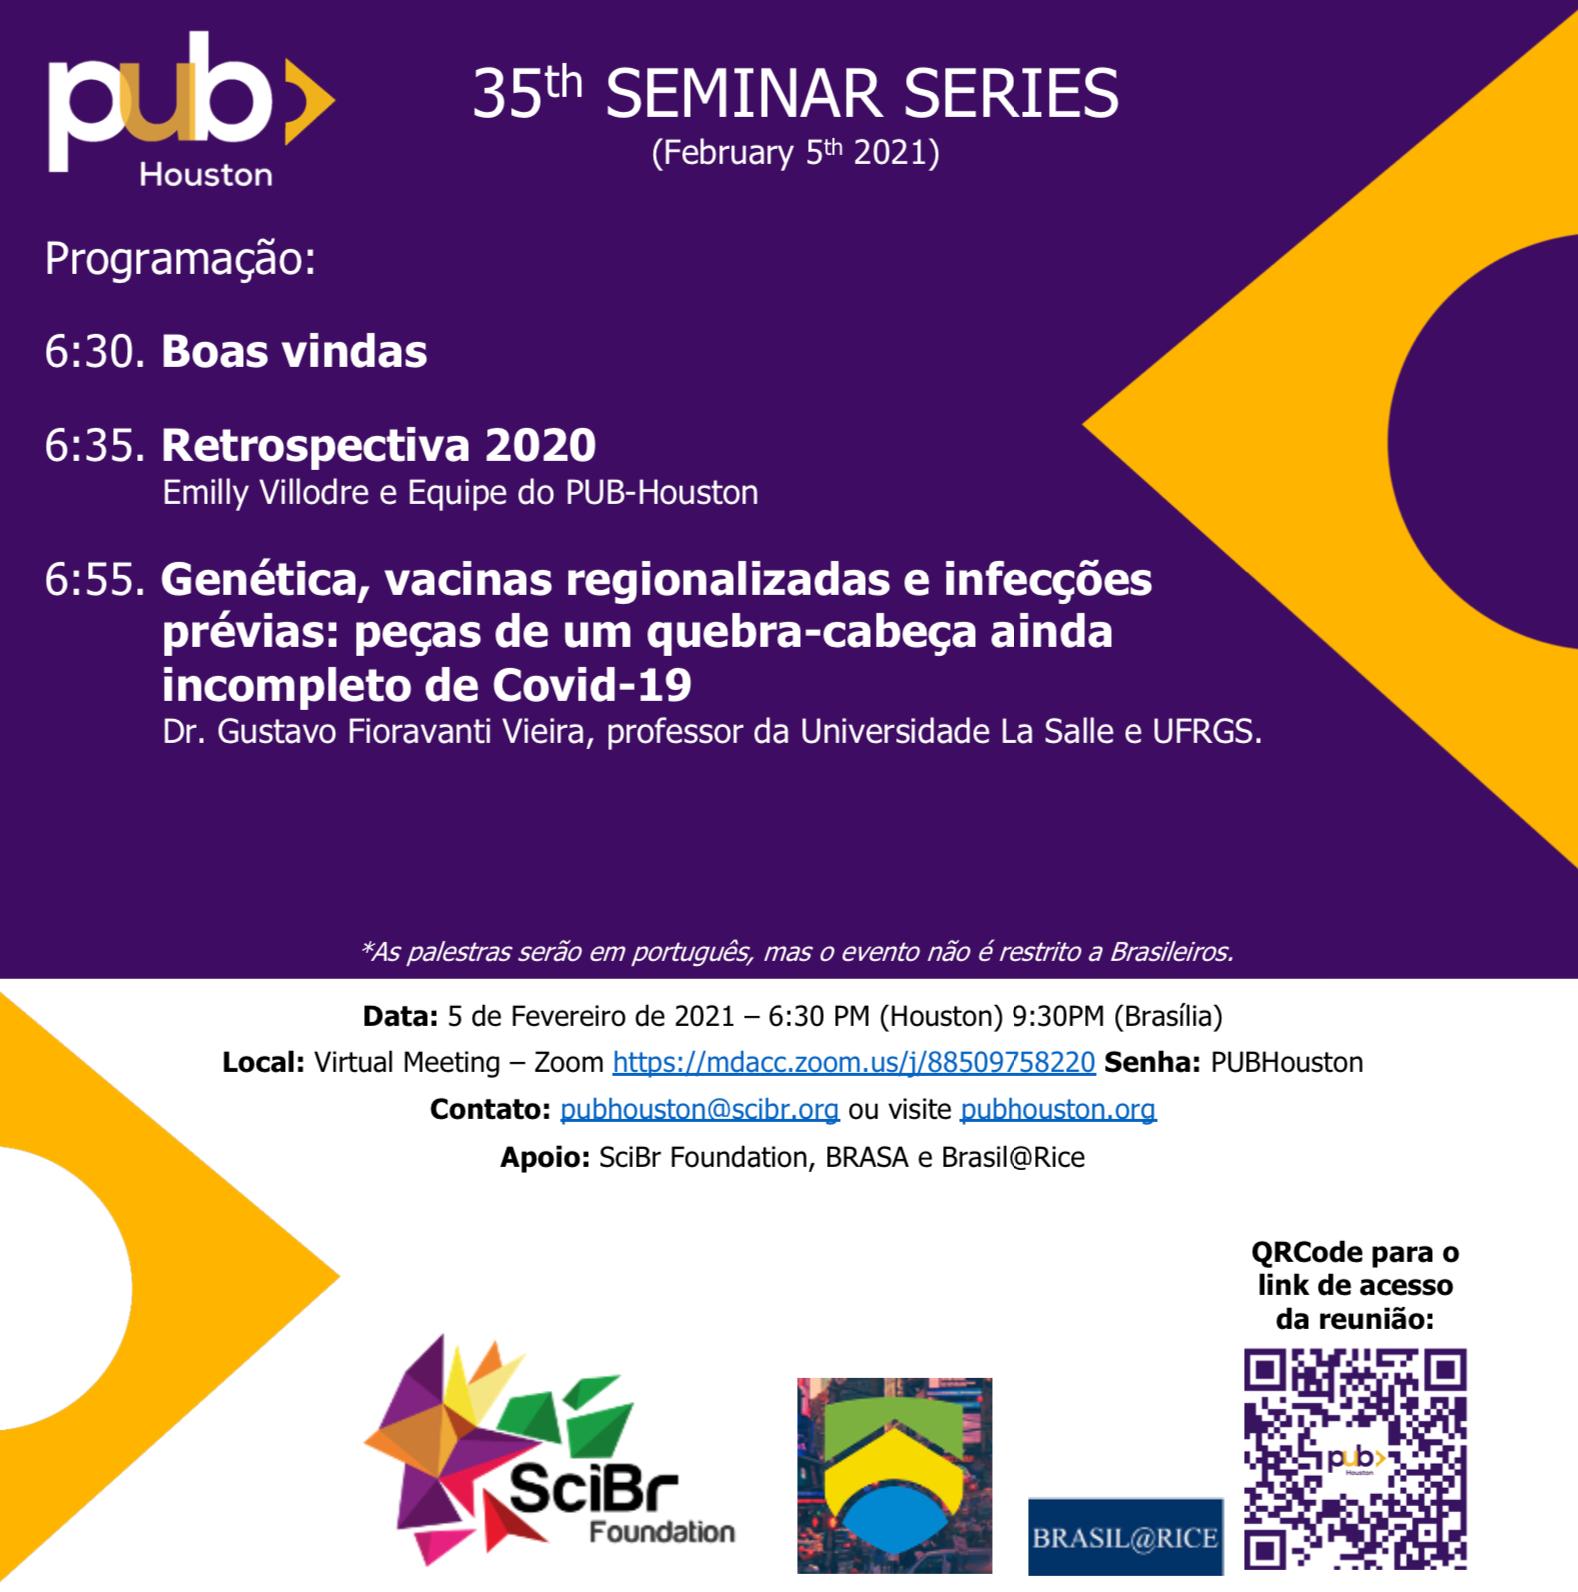 pub
Houston
35th SEMINAR SERIES
(February 5th 2021)
Programação:
6:30. Boas vindas
6:35. Retrospectiva 2020
Emilly Villodre e Equipe do PUB-Houston
6:55. Genética, vacinas regionalizadas e infecções
prévias: peças de um quebra-cabeça ainda
incompleto de Covid-19
Dr. Gustavo Fioravanti Vieira, professor da Universidade La Salle e UFRGS.
*As palestras serão em português, mas o evento não é restrito a Brasileiros.
Data: 5 de Fevereiro de 2021 – 6:30 PM (Houston) 9:30PM (Brasília)
Local: Virtual Meeting – Zoom https://mdacc.zoom.us/j/88509758220 Senha: PUBHouston
Contato: pubhouston@scibr.org ou visite pubhouston.org
Apoio: SciBr Foundation, BRASA e Brasil@Rice
QRCode para o
link de acesso
da reunião:
SciBr
Foundation
BRASIL@RICE
pub
Houston